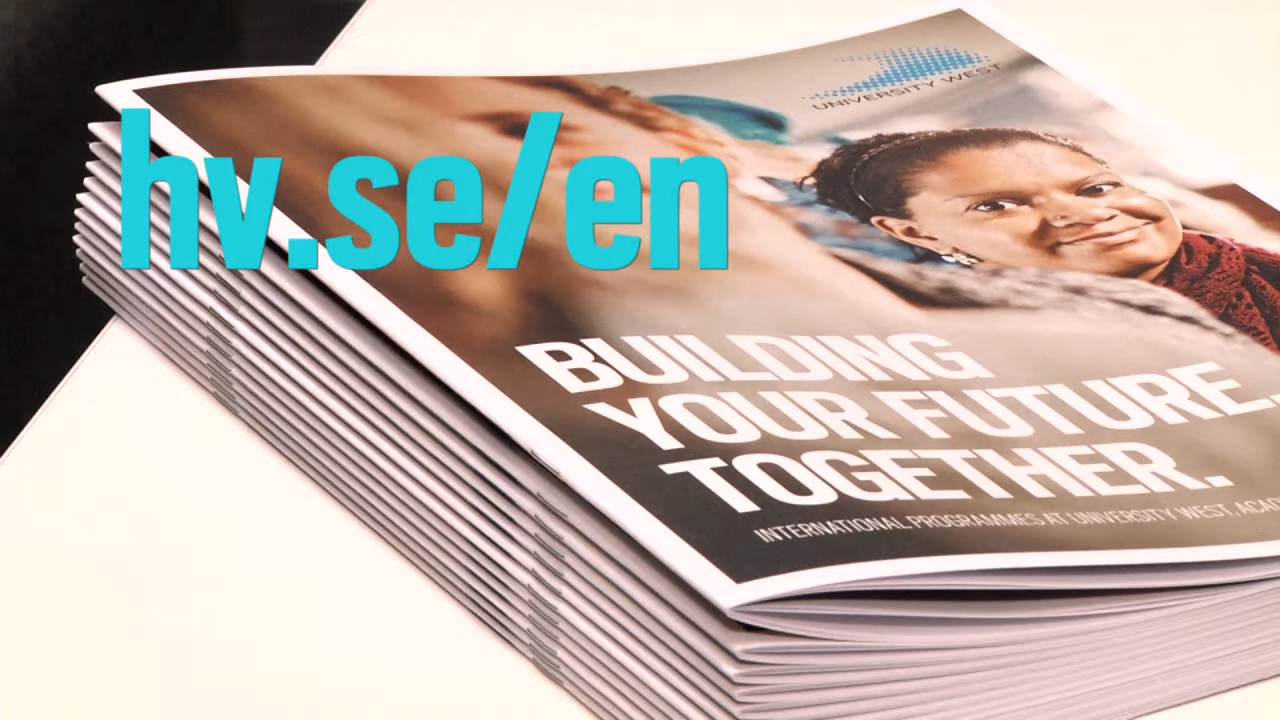 UNIVERSITY WEST
hv.se/en
BUILDING
YOUR FUTURE.
TOGETHER.
INTERNATIONAL PROGRAMMES AT UNIVERSITY WEST,